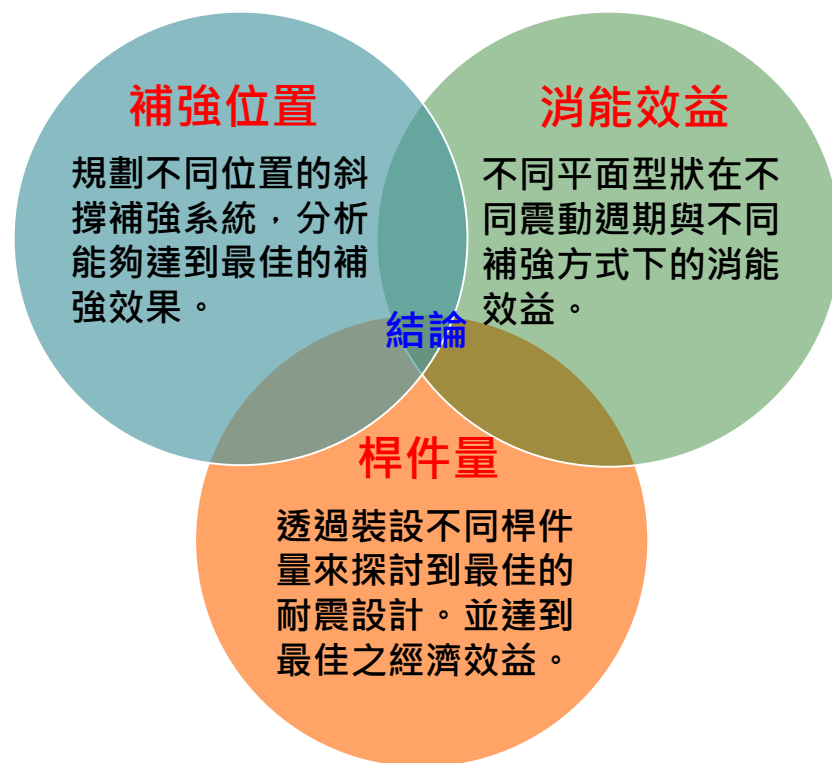 補強位置
規劃不同位置的斜
撐補強系統，分析
能夠達到最佳的補
強效果。
消能效益
不同平面型狀在不
同震動週期與不同
補強方式下的消能
效益。
結論
桿件量
透過裝設不同桿件
量來探討到最佳的
耐震設計。並達到
最佳之經濟效益。